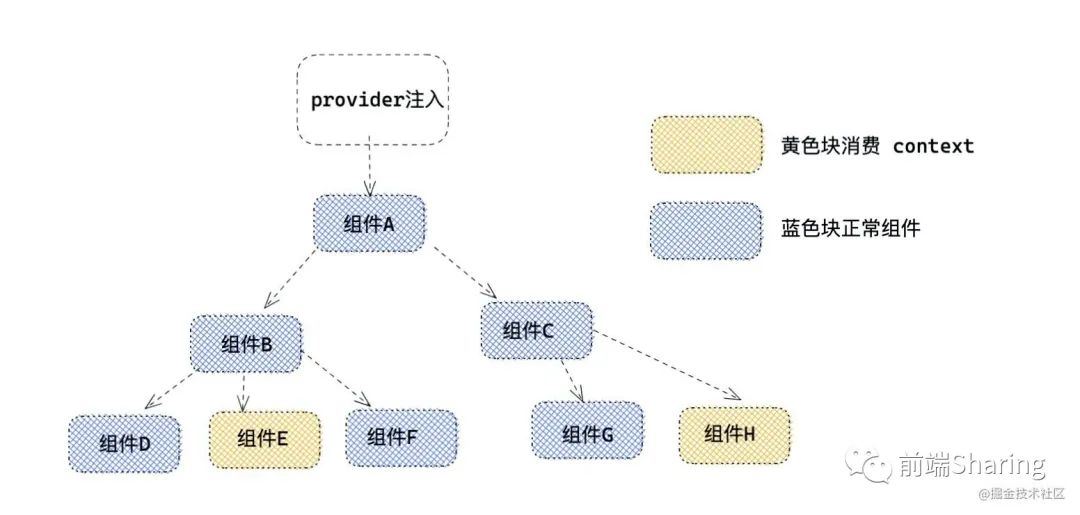 provider注入
黄色块消费 context
组件A
蓝色块正常组件
组件B
组件C
组件D
组件E
组件F
组件G
组件H
前端Sharing
@掘金技术社区